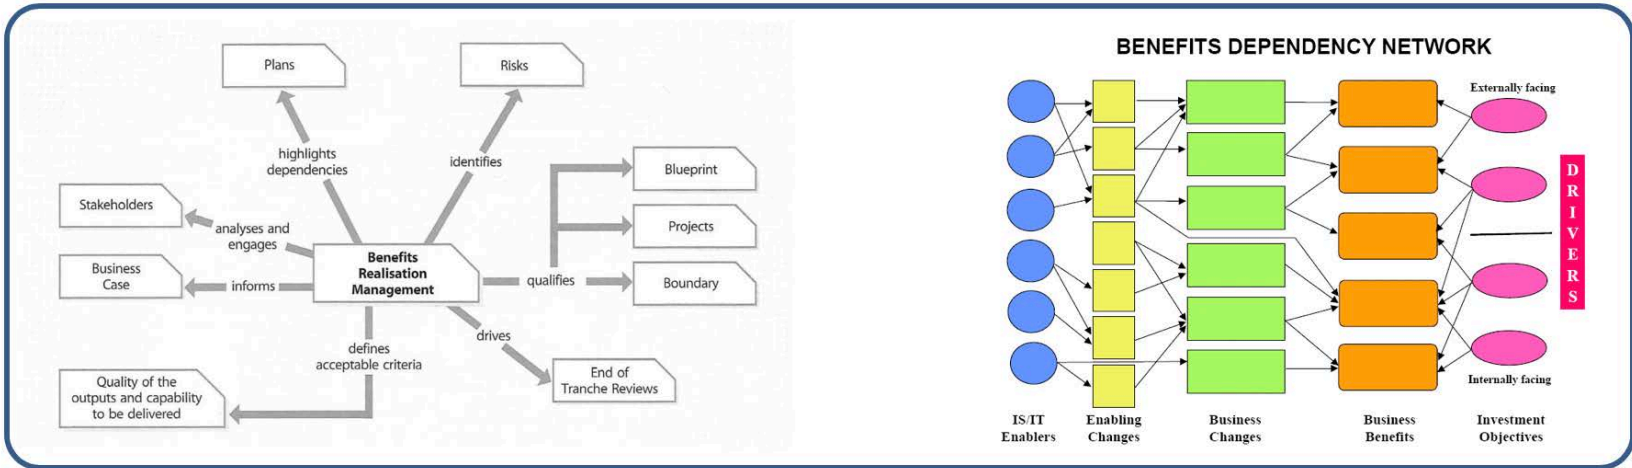 Plans
Risks
highlights
dependencies
identifies
Stakeholders
analyses and
engages
Blueprint
Projects
Benefits
Realisation
Management
Business
Case
informs
qualifies
Boundary
drives
defines
acceptable criteria
End of
Tranche Reviews
Quality of the
outputs and capability
to be delivered
BENEFITS DEPENDENCY NETWORK
Externally facing
D
R
I
V
E
R
S
Internally facing
IS/IT
Enablers
Enabling
Changes
Business
Changes
Business
Benefits
Investment
Objectives